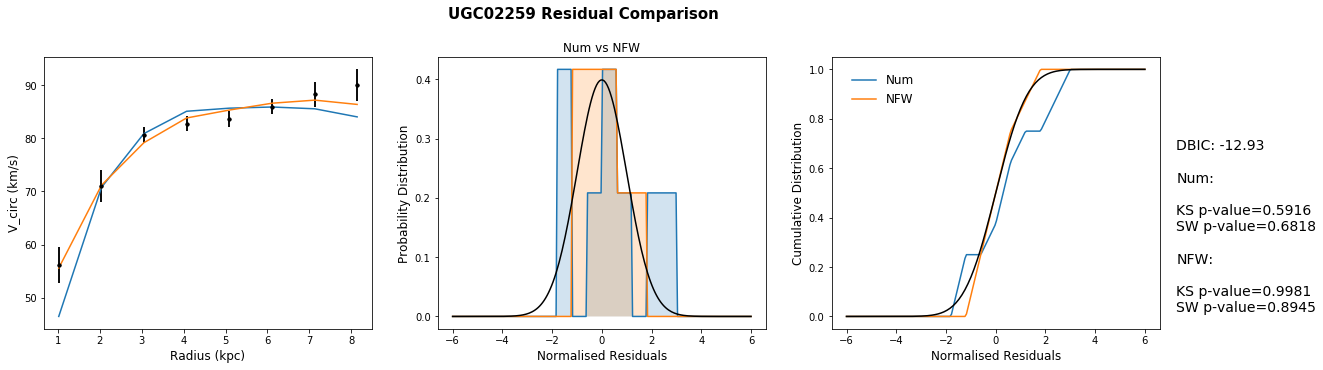 UGC02259 Residual Comparison
V_circ (km/s)
90
80
70
60
50
1 2 3 4 5 6 7 8
Radius (kpc)
Num vs NFW
Probability Distribution
0.4
0.3
0.2
0.1
0.0
−6 −4 −2 0 2 4 6
Normalised Residuals
Cumulative Distribution
1.0
0.8
0.6
0.4
0.2
0.0
Num
NFW
−6 −4 −2 0 2 4 6
Normalised Residuals
DBIC: -12.93
Num:
KS p-value=0.5916
SW p-value=0.6818
NFW:
KS p-value=0.9981
SW p-value=0.8945